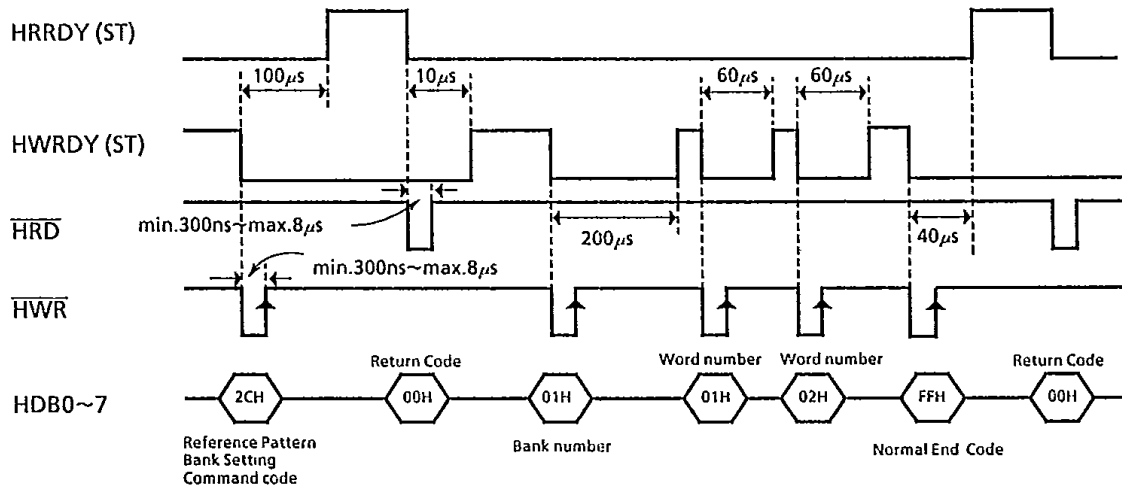 HRRDY (ST)
100μs
10μs
60μs
60μs
HWRDY (ST)
HRD
min.300ns~max.8μs
200μs
40μs
min.300ns~max.8μs
HWR
Return Code
Word number
Word number
Return Code
HDB0~7
2CH
00H
01H
01H
02H
FFH
00H
Reference Pattern
Bank Setting
Command code
Bank number
Normal End Code